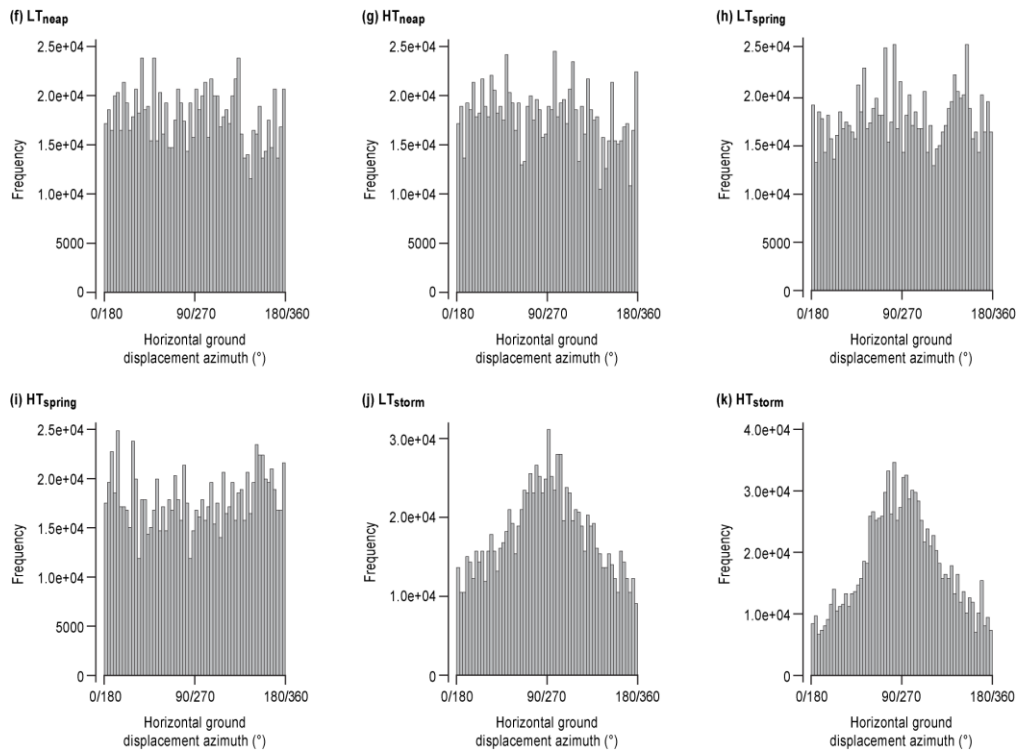 (f) LTneap
2.5e+04
2.0e+04
1.5e+04
1.0e+04
5000
0
Frequency
0/180
90/270
180/360
Horizontal ground
displacement azimuth (°)
(g) HTneap
2.5e+04
2.0e+04
1.5e+04
1.0e+04
5000
0
Frequency
0/180
90/270
180/360
Horizontal ground
displacement azimuth (°)
(h) LTspring
2.5e+04
2.0e+04
1.5e+04
1.0e+04
5000
0
Frequency
0/180
90/270
180/360
Horizontal ground
displacement azimuth (°)
(i) HTspring
2.5e+04
2.0e+04
1.5e+04
1.0e+04
5000
0
Frequency
0/180
90/270
180/360
Horizontal ground
displacement azimuth (°)
(j) LTstorm
3.0e+04
2.0e+04
1.0e+04
0
Frequency
0/180
90/270
180/360
Horizontal ground
displacement azimuth (°)
(k) HTstorm
4.0e+04
3.0e+04
2.0e+04
1.0e+04
0
Frequency
0/180
90/270
180/360
Horizontal ground
displacement azimuth (°)